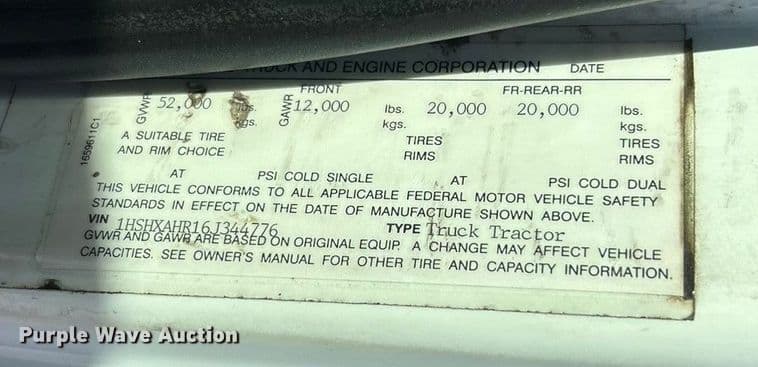 TRUCK AND ENGINE CORPORATION DATE
FRONT FR-REAR-RR
GVWR 52,000 lbs. GAWR 12,000 lbs. 20,000 20,000 lbs.
kgs. kgs. kgs.
A SUITABLE TIRE TIRES TIRES
AND RIM CHOICE RIMS RIMS
AT PSI COLD SINGLE AT PSI COLD DUAL
THIS VEHICLE CONFORMS TO ALL APPLICABLE FEDERAL MOTOR VEHICLE SAFETY
STANDARDS IN EFFECT ON THE DATE OF MANUFACTURE SHOWN ABOVE.
VIN 1HSHXAHR16J344776 TYPE Truck Tractor
GVWR AND GAWR ARE BASED ON ORIGINAL EQUIP. A CHANGE MAY AFFECT VEHICLE
CAPACITIES. SEE OWNER'S MANUAL FOR OTHER TIRE AND CAPACITY INFORMATION.
1659611C1
Purple Wave Auction